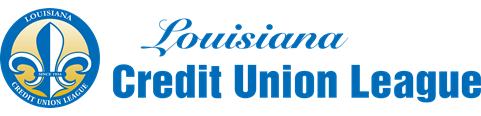 LOUISIANA
SINCE 1934
CREDIT UNION LEAGUE
Louisiana
Credit Union League